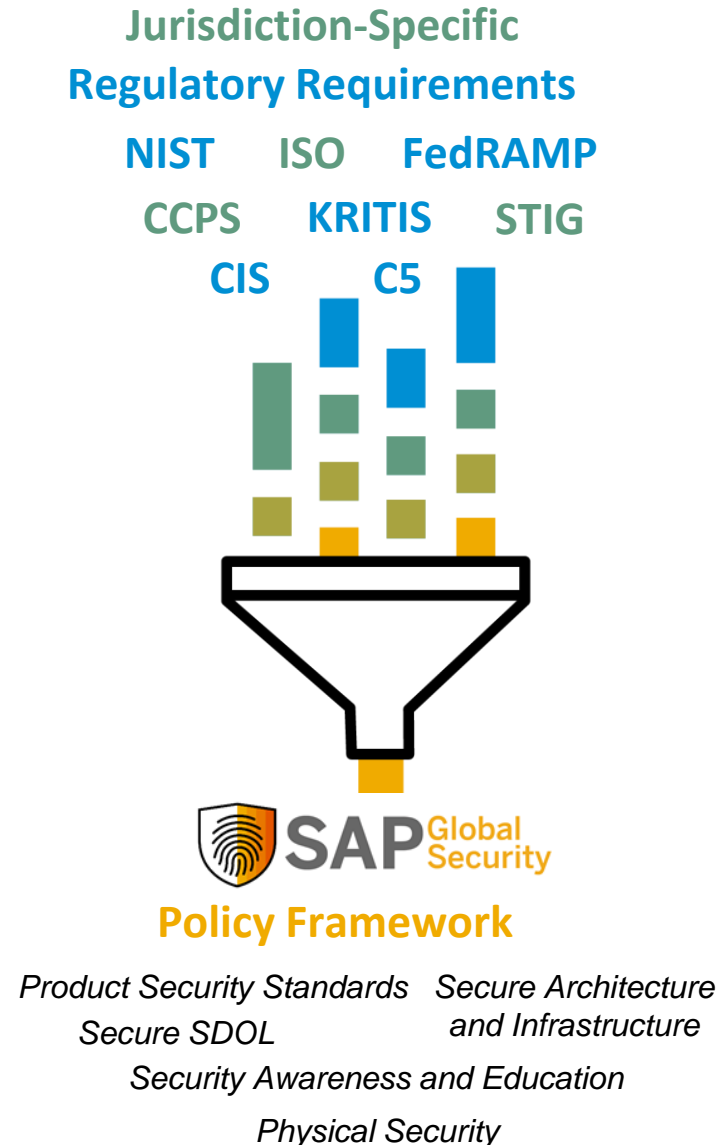 Jurisdiction-Specific
Regulatory Requirements
NIST ISO FedRAMP
CCPS KRITIS STIG
CIS C5
SAP Global Security
Policy Framework
Product Security Standards
Secure Architecture
and Infrastructure
Secure SDOL
Security Awareness and Education
Physical Security